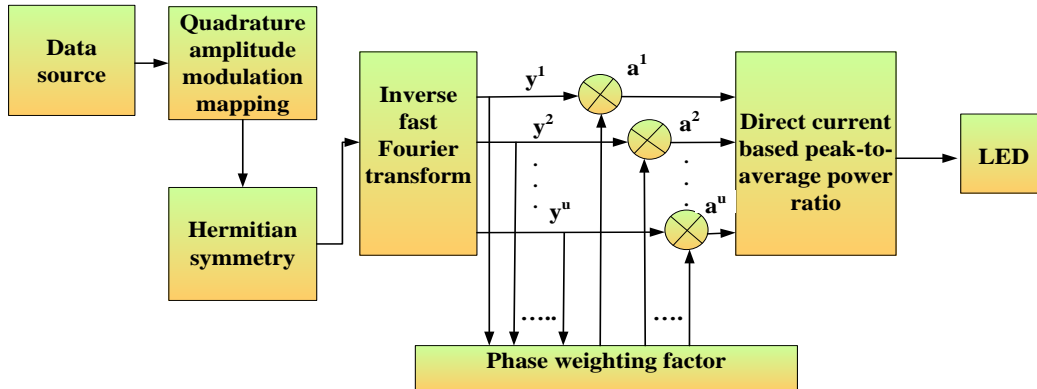 Data
source
Quadrature
amplitude
modulation
mapping
Hermitian
symmetry
Inverse
fast
Fourier
transform
y¹
a¹
y²
a²
yᵘ
aᵘ
.....
....
Direct current
based peak-to-
average power
ratio
LED
Phase weighting factor